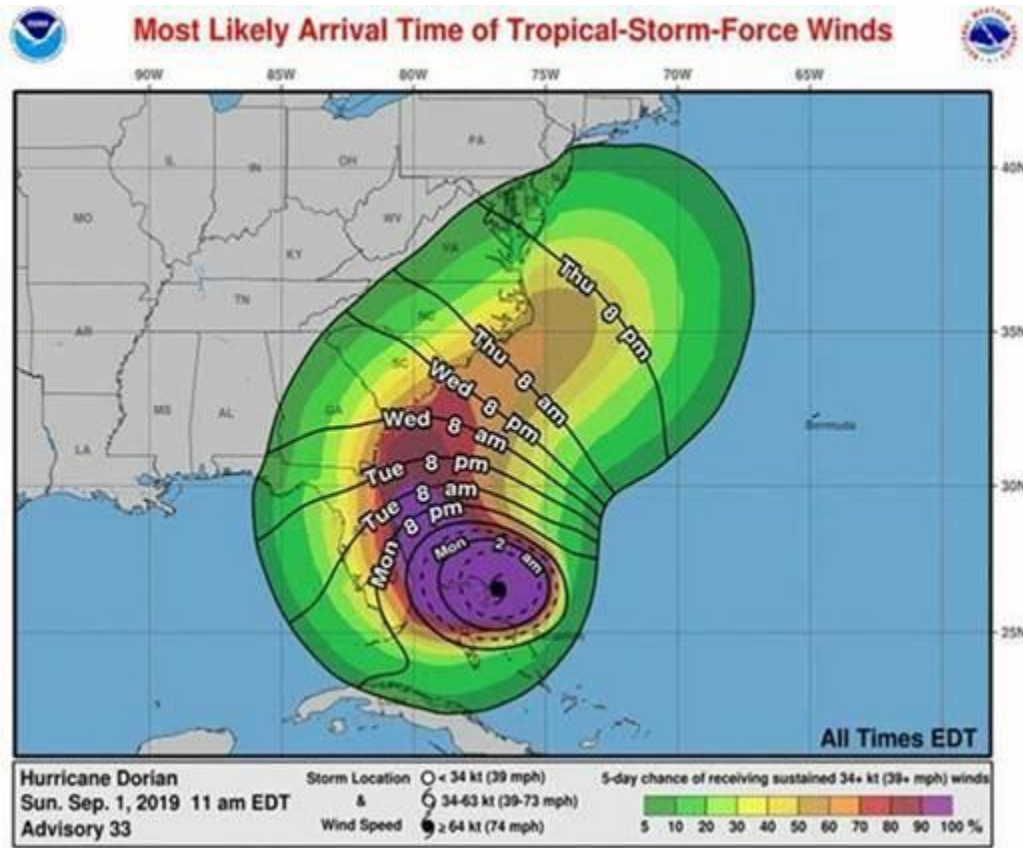 Most Likely Arrival Time of Tropical-Storm-Force Winds
90W 85W 80W 75W 70W 65W
PA
40N
IL IN OH NJ
MO WV DE
VA
KY
Thu 8 pm
TN
NC
35N
AR
SC
Thu 8 am
Wed 8 pm
MS AL GA
Wed 8 am
Bermuda
LA
Tue 8 pm
30N
Tue 8 am
Mon 8 pm
Mon 2 am
25N
All Times EDT
Hurricane Dorian
Sun. Sep. 1, 2019 11 am EDT
Advisory 33
Storm Location
&
Wind Speed
< 34 kt (39 mph)
34-63 kt (39-73 mph)
≥ 64 kt (74 mph)
5-day chance of receiving sustained 34+ kt (39+ mph) winds
5 10 20 30 40 50 60 70 80 90 100 %